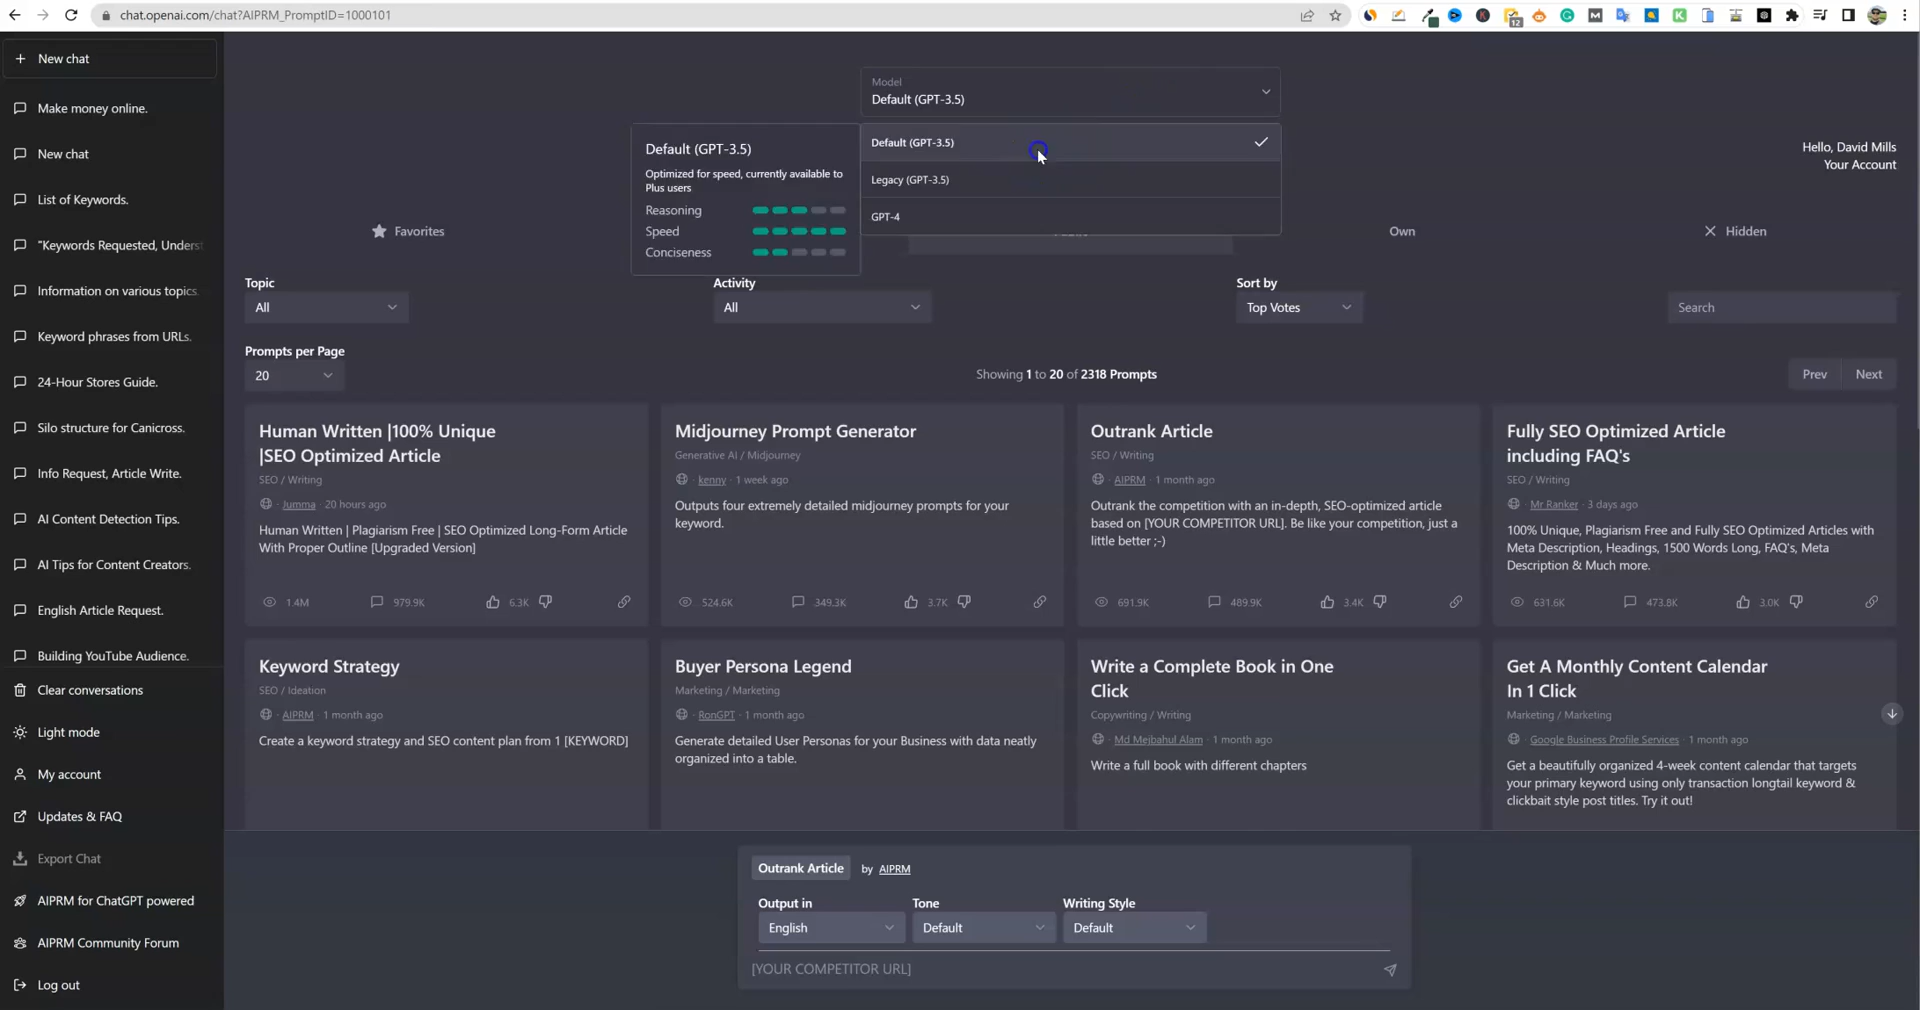 chat.openai.com/chat?AIPRM_PromptID=1000101
12
New chat
Make money online.
New chat
List of Keywords.
"Keywords Requested, Underst
Information on various topics.
Keyword phrases from URLs.
24-Hour Stores Guide.
Silo structure for Canicross.
Info Request, Article Write.
AI Content Detection Tips.
AI Tips for Content Creators.
English Article Request.
Building YouTube Audience.
Clear conversations
Light mode
My account
Updates & FAQ
Export Chat
AIPRM for ChatGPT powered
AIPRM Community Forum
Log out
Model
Default (GPT-3.5)
Default (GPT-3.5)
Legacy (GPT-3.5)
GPT-4
Default (GPT-3.5)
Optimized for speed, currently available to
Plus users
Reasoning
Speed
Conciseness
Hello, David Mills
Your Account
Favorites
Own
Hidden
Topic
All
Activity
All
Sort by
Top Votes
Search
Prompts per Page
20
Showing 1 to 20 of 2318 Prompts
Prev
Next
Human Written |100% Unique
|SEO Optimized Article
SEO / Writing
· Jumma · 20 hours ago
Human Written | Plagiarism Free | SEO Optimized Long-Form Article
With Proper Outline [Upgraded Version]
1.4M
979.9K
6.3K
Midjourney Prompt Generator
Generative AI / Midjourney
· kenny · 1 week ago
Outputs four extremely detailed midjourney prompts for your
keyword.
524.6K
349.3K
3.7K
Outrank Article
SEO / Writing
· AIPRM · 1 month ago
Outrank the competition with an in-depth, SEO-optimized article
based on [YOUR COMPETITOR URL]. Be like your competition, just a
little better ;-)
691.9K
489.9K
3.4K
Fully SEO Optimized Article
including FAQ's
SEO / Writing
· Mr Ranker · 3 days ago
100% Unique, Plagiarism Free and Fully SEO Optimized Articles with
Meta Description, Headings, 1500 Words Long, FAQ's, Meta
Description & Much more.
631.6K
473.8K
3.0K
Keyword Strategy
SEO / Ideation
· AIPRM · 1 month ago
Create a keyword strategy and SEO content plan from 1 [KEYWORD]
Buyer Persona Legend
Marketing / Marketing
· RonGPT · 1 month ago
Generate detailed User Personas for your Business with data neatly
organized into a table.
Write a Complete Book in One
Click
Copywriting / Writing
· Md Mejbahul Alam · 1 month ago
Write a full book with different chapters
Get A Monthly Content Calendar
In 1 Click
Marketing / Marketing
· Google Business Profile Services · 1 month ago
Get a beautifully organized 4-week content calendar that targets
your primary keyword using only transaction longtail keyword &
clickbait style post titles. Try it out!
Outrank Article by AIPRM
Output in
English
Tone
Default
Writing Style
Default
[YOUR COMPETITOR URL]